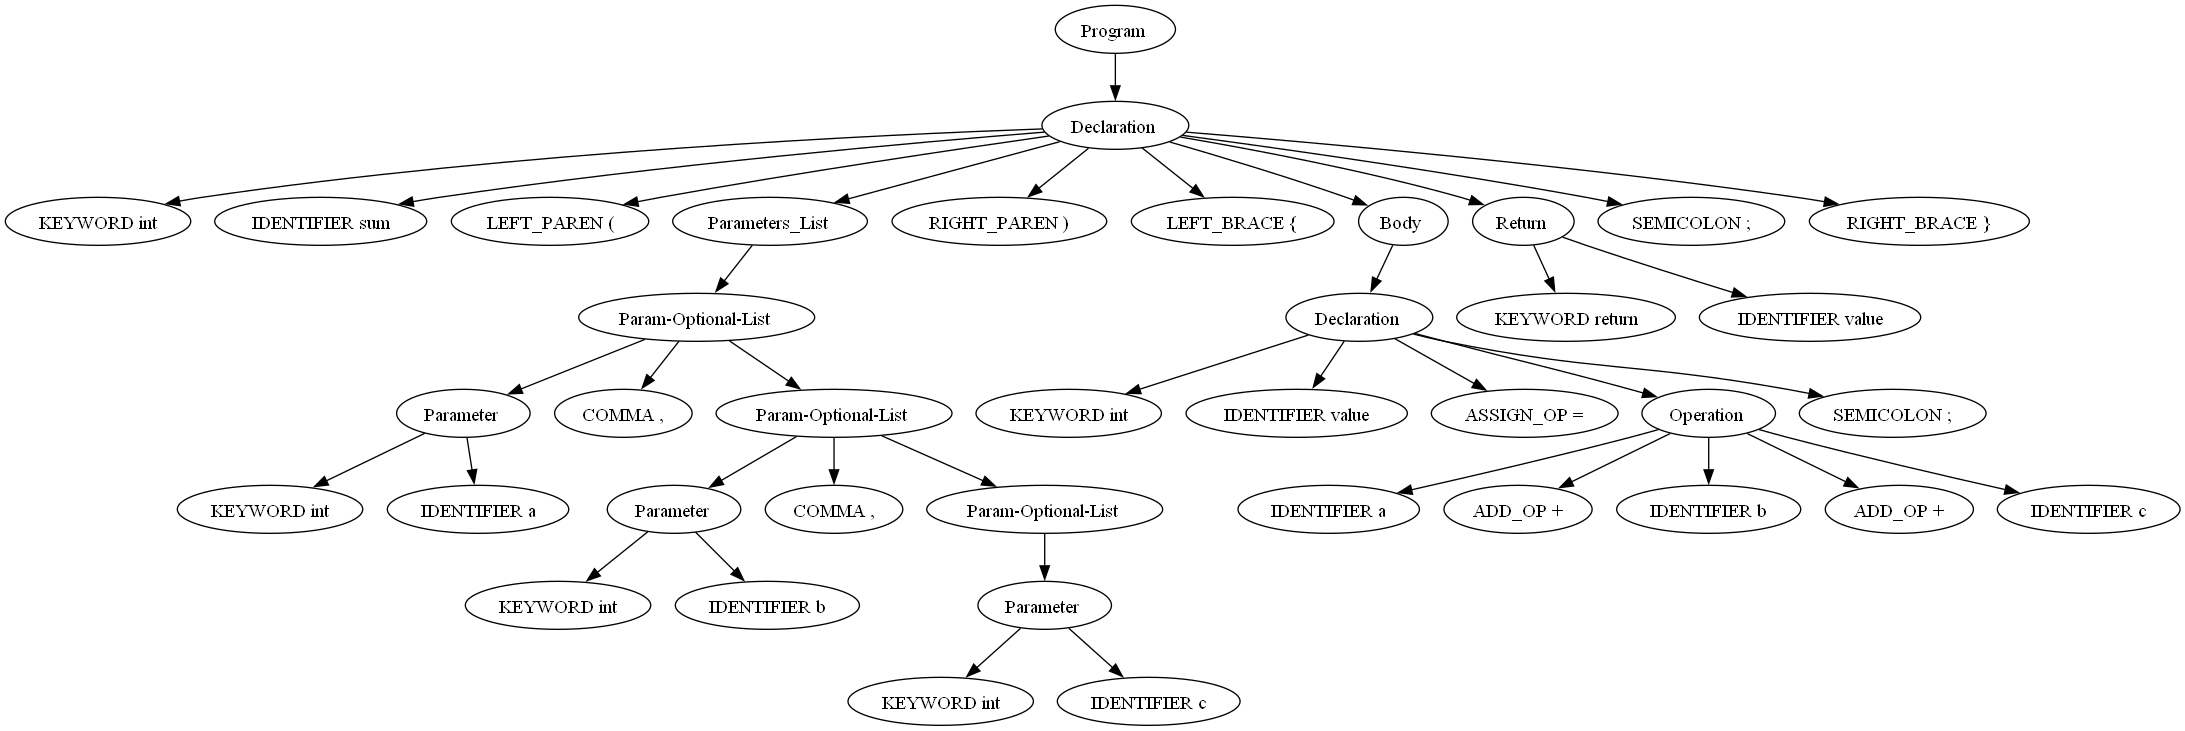 Program
Declaration
KEYWORD int
IDENTIFIER sum
LEFT_PAREN (
Parameters_List
RIGHT_PAREN )
LEFT_BRACE {
Body
Return
SEMICOLON ;
RIGHT_BRACE }
Param-Optional-List
Declaration
KEYWORD return
IDENTIFIER value
Parameter
COMMA ,
Param-Optional-List
KEYWORD int
IDENTIFIER value
ASSIGN_OP =
Operation
SEMICOLON ;
KEYWORD int
IDENTIFIER a
Parameter
COMMA ,
Param-Optional-List
IDENTIFIER a
ADD_OP +
IDENTIFIER b
ADD_OP +
IDENTIFIER c
KEYWORD int
IDENTIFIER b
Parameter
KEYWORD int
IDENTIFIER c